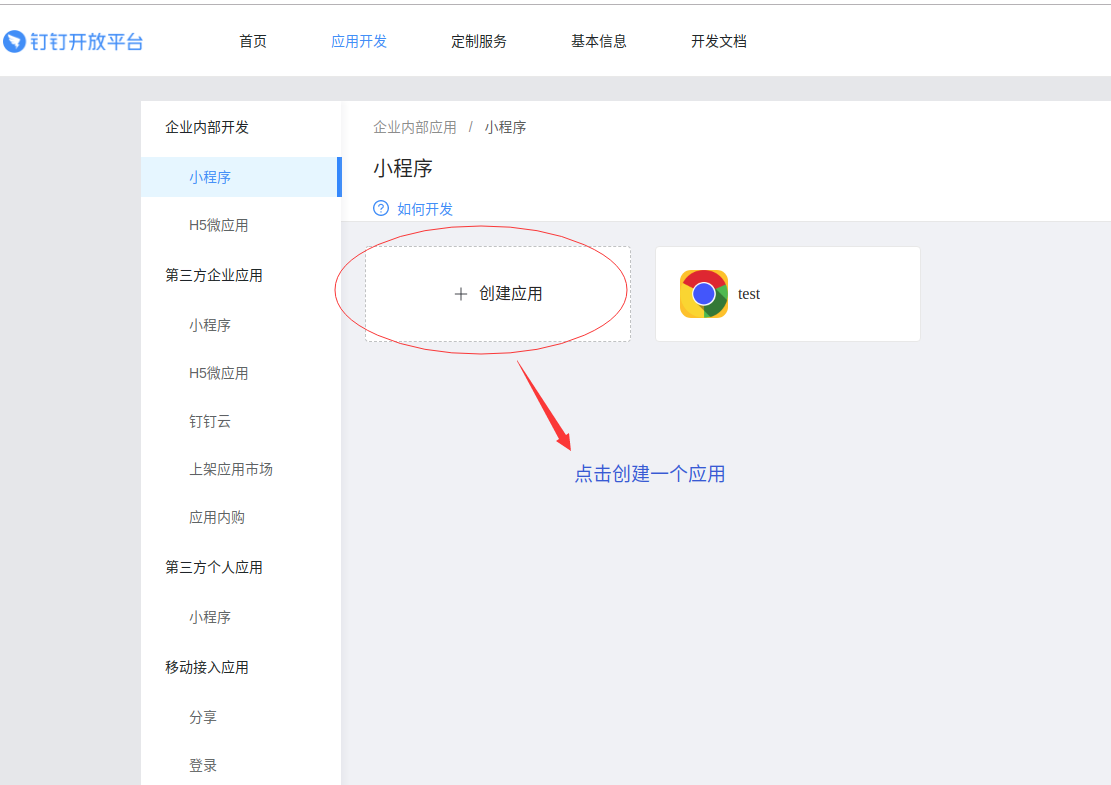 钉钉开放平台
首页
应用开发
定制服务
基本信息
开发文档
企业内部开发
小程序
H5微应用
第三方企业应用
小程序
H5微应用
钉钉云
上架应用市场
应用内购
第三方个人应用
小程序
移动接入应用
分享
登录
企业内部应用 / 小程序
小程序
? 如何开发
+ 创建应用
test
点击创建一个应用